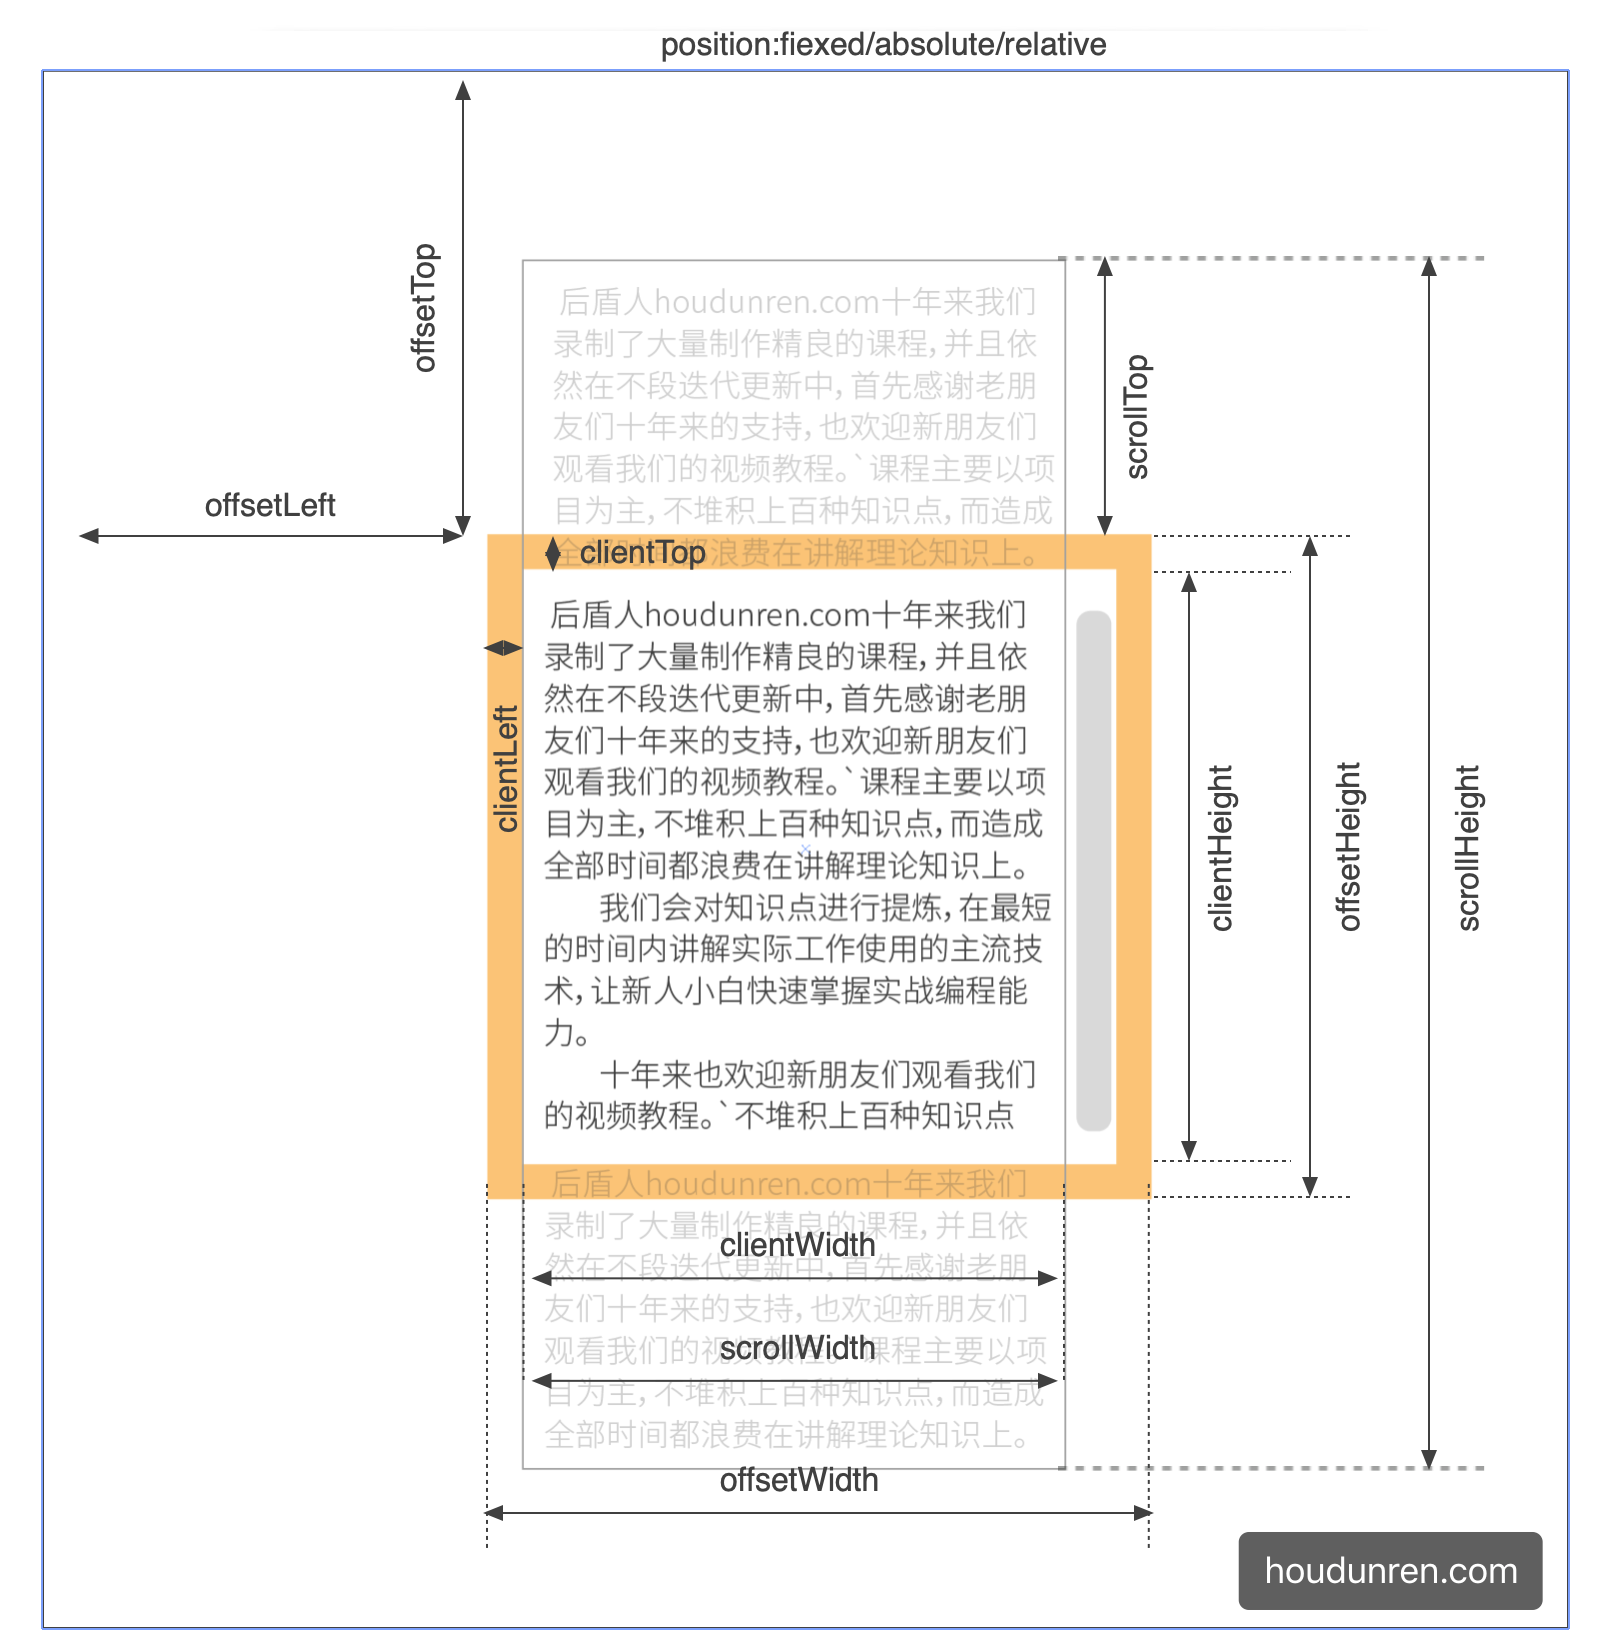 position:fiexed/absolute/relative
offsetTop
offsetLeft
后盾人houdunren.com十年来我们
录制了大量制作精良的课程，并且依
然在不段迭代更新中，首先感谢老朋
友们十年来的支持，也欢迎新朋友们
观看我们的视频教程。`课程主要以项
目为主，不堆积上百种知识点，而造成
全部时间都浪费在讲解理论知识上。
scrollTop
clientTop
clientLeft
后盾人houdunren.com十年来我们
录制了大量制作精良的课程，并且依
然在不段迭代更新中，首先感谢老朋
友们十年来的支持，也欢迎新朋友们
观看我们的视频教程。`课程主要以项
目为主，不堆积上百种知识点，而造成
全部时间都浪费在讲解理论知识上。
我们会对知识点进行提炼，在最短
的时间内讲解实际工作使用的主流技
术，让新人小白快速掌握实战编程能
力。
十年来也欢迎新朋友们观看我们
的视频教程。`不堆积上百种知识点
clientHeight
offsetHeight
scrollHeight
后盾人houdunren.com十年来我们
录制了大量制作精良的课程，并且依
clientWidth
然在不段迭代更新中，首先感谢老朋
友们十年来的支持，也欢迎新朋友们
观看我们的视频教程。`课程主要以项
scrollWidth
目为主，不堆积上百种知识点，而造成
全部时间都浪费在讲解理论知识上。
offsetWidth
houdunren.com